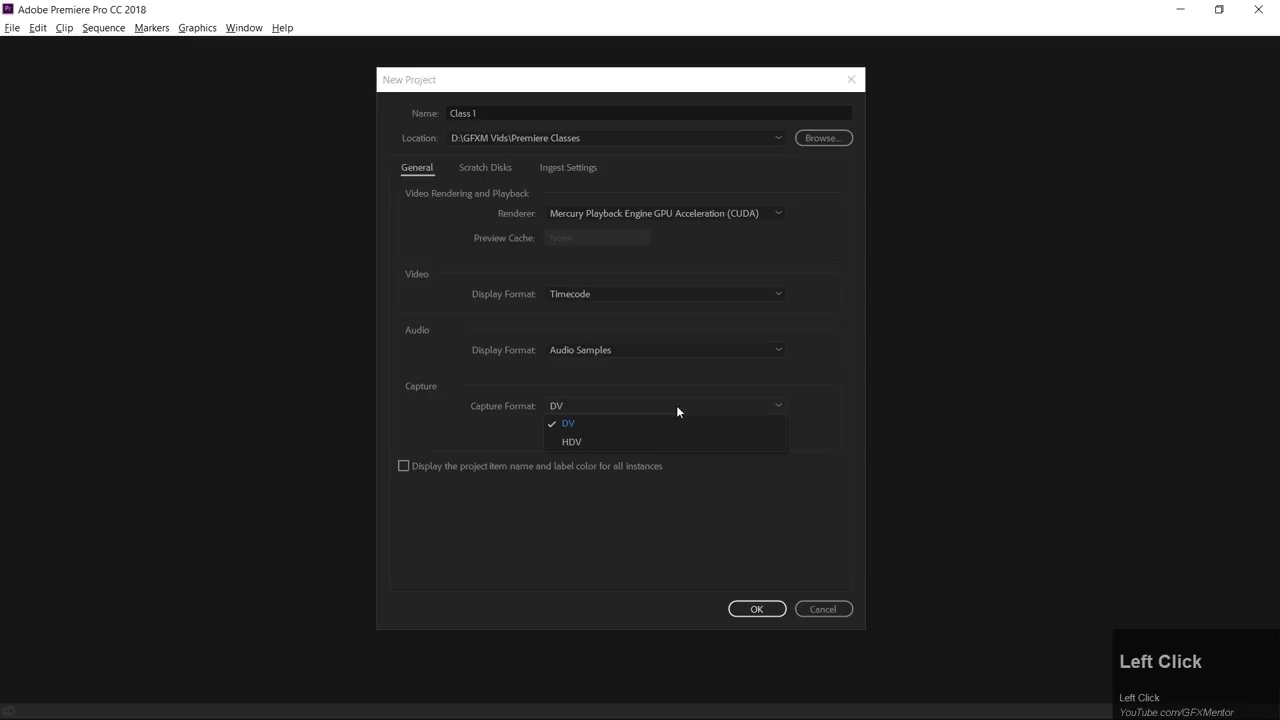 Adobe Premiere Pro CC 2018
File Edit Clip Sequence Markers Graphics Window Help
New Project
Name: Class 1
Location: D:\GFXM Vids\Premiere Classes Browse...
General Scratch Disks Ingest Settings
Video Rendering and Playback
Renderer: Mercury Playback Engine GPU Acceleration (CUDA)
Preview Cache: None
Video
Display Format: Timecode
Audio
Display Format: Audio Samples
Capture
Capture Format: DV
DV
HDV
Display the project item name and label color for all instances
OK Cancel
Left Click
Left Click
YouTube.com/GFXMentor